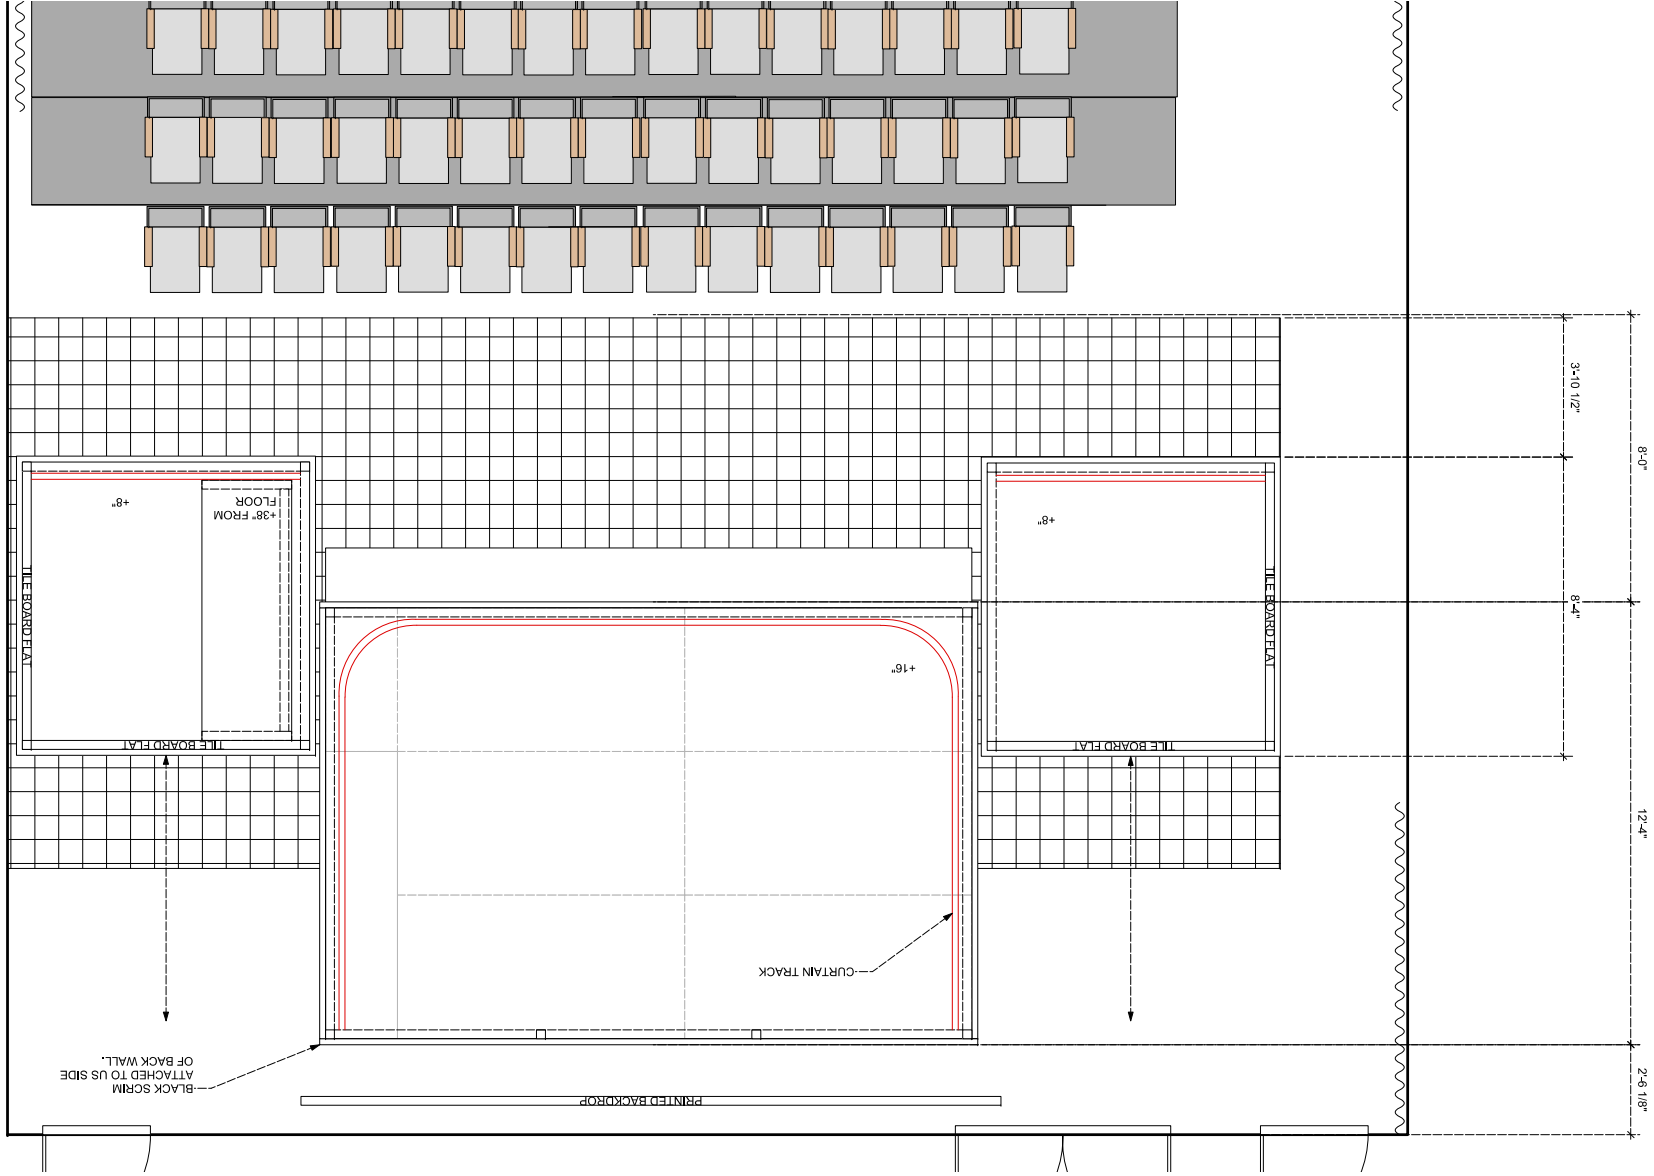 3'-10 1/2"
8'-0"
+8"
+38" FROM
FLOOR
+8"
TILE BOARD FLAT
TILE BOARD FLAT
8'-4"
+16"
TILE BOARD FLAT
TILE BOARD FLAT
12'-4"
CURTAIN TRACK
BLACK SCRIM
ATTACHED TO US SIDE
OF BACK WALL.
2'-6 1/8"
PRINTED BACKDROP